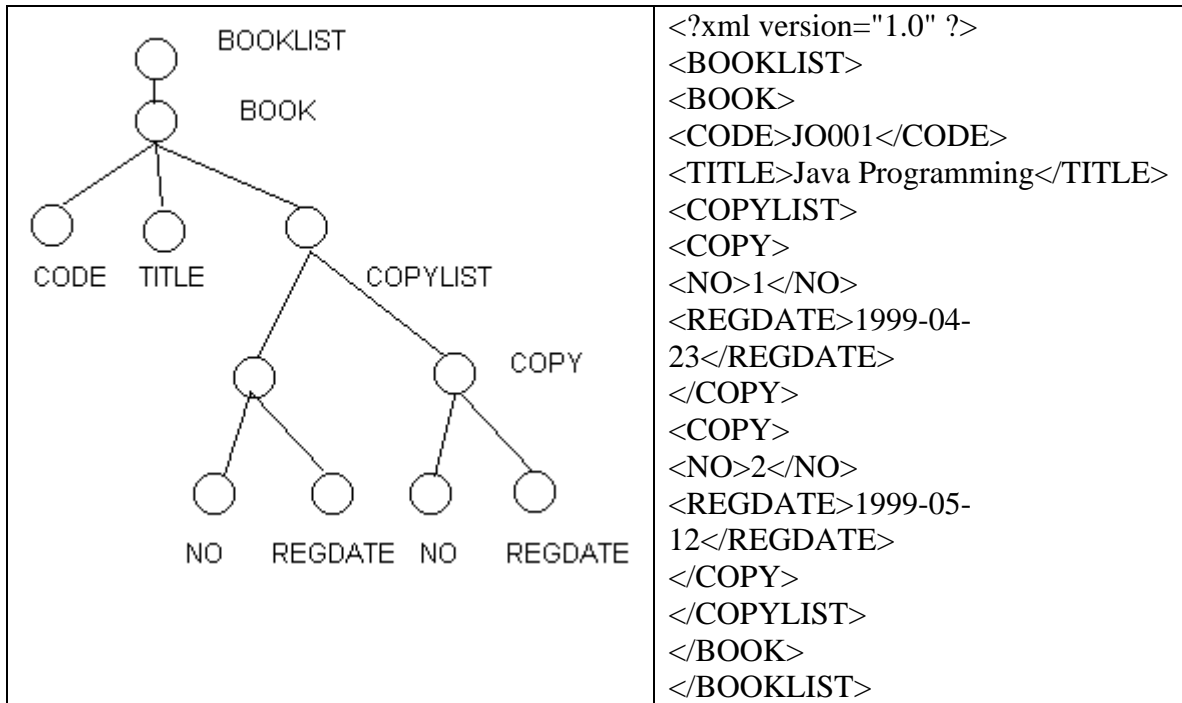 BOOKLIST
BOOK
CODE TITLE
COPYLIST
COPY
NO REGDATE NO REGDATE
<?xml version="1.0" ?>
<BOOKLIST>
<BOOK>
<CODE>JO001</CODE>
<TITLE>Java Programming</TITLE>
<COPYLIST>
<COPY>
<NO>1</NO>
<REGDATE>1999-04-
23</REGDATE>
</COPY>
<COPY>
<NO>2</NO>
<REGDATE>1999-05-
12</REGDATE>
</COPY>
</COPYLIST>
</BOOK>
</BOOKLIST>